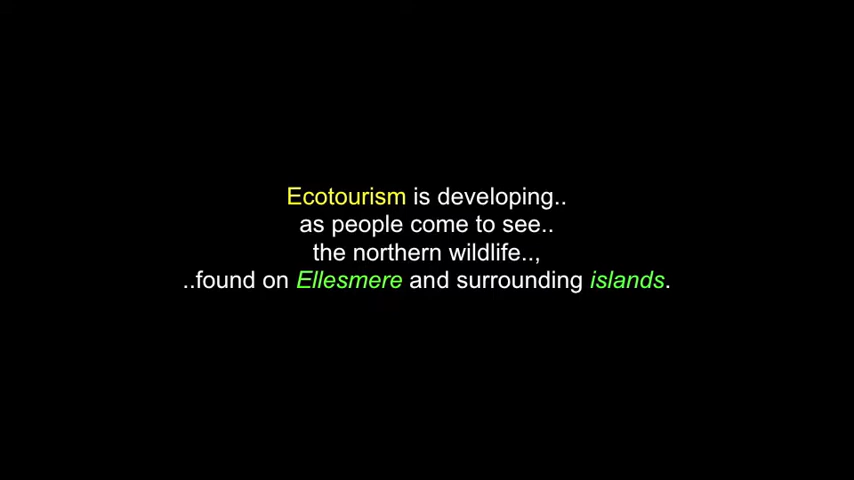 Ecotourism is developing..
as people come to see..
the northern wildlife..,
..found on Ellesmere and surrounding islands.